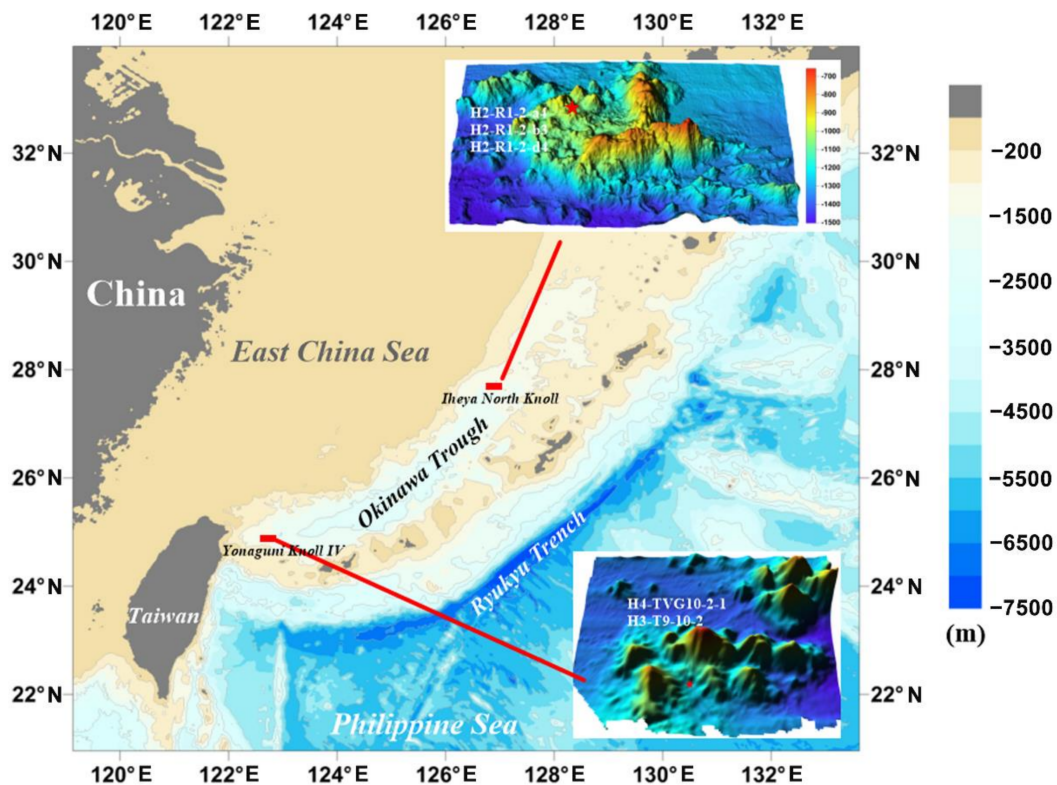 120°E 122°E 124°E 126°E 128°E 130°E 132°E
H2-R1-2-a1
H2-R1-2-b3
H2-R1-2-d4
-700
-800
-900
-1000
-1100
-1200
-1300
-1400
-1500
32°N
32°N
30°N
30°N
China
East China Sea
28°N
28°N
Iheya North Knoll
Okinawa Trough
26°N
26°N
Yonaguni Knoll IV
Ryukyu Trench
24°N
24°N
Taiwan
H4-TVG10-2-1
H3-T9-10-2
22°N
22°N
Philippine Sea
120°E 122°E 124°E 126°E 128°E 130°E 132°E
−200
−1500
−2500
−3500
−4500
−5500
−6500
−7500
(m)